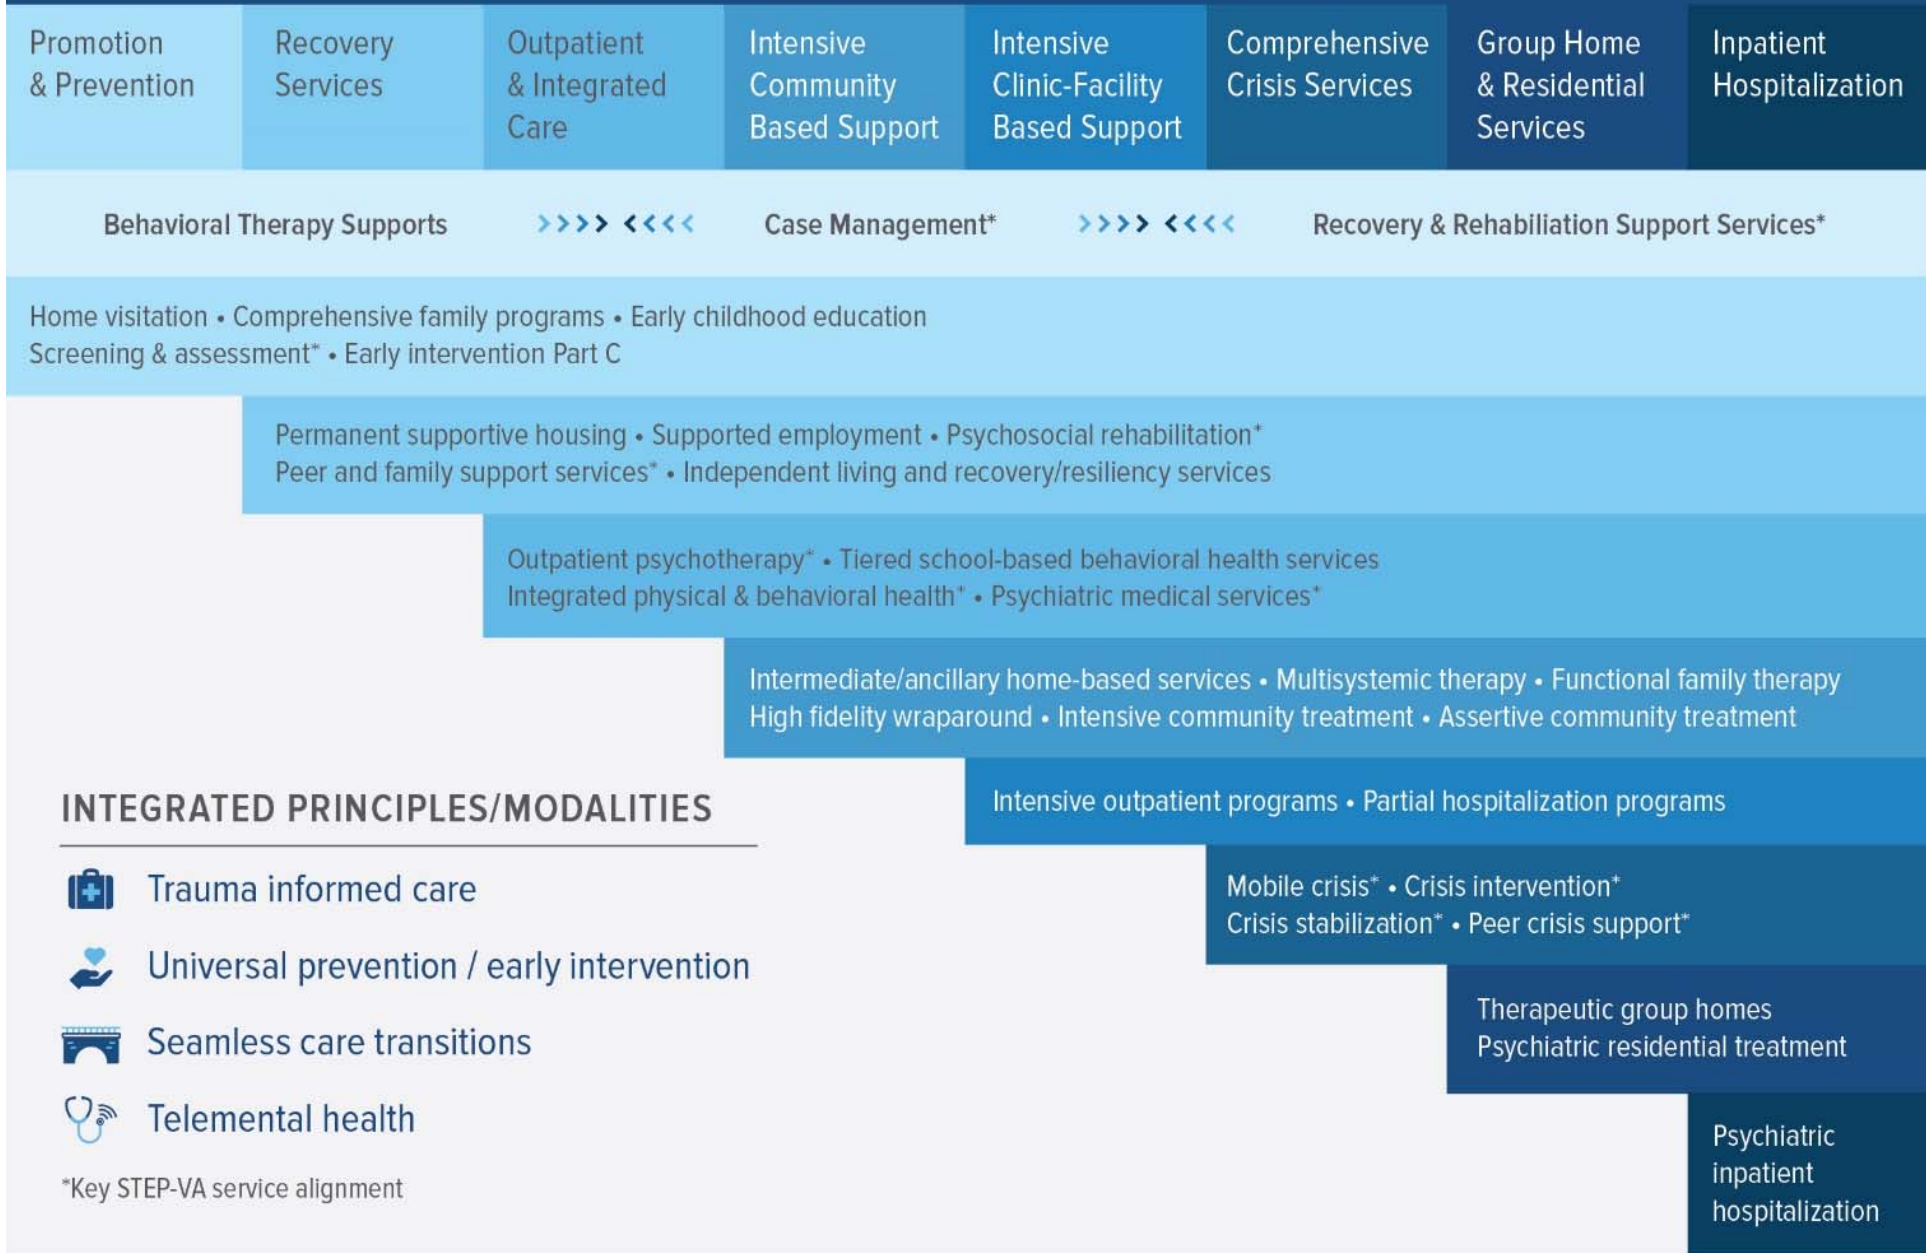 Promotion
& Prevention
Recovery
Services
Outpatient
& Integrated
Care
Intensive
Community
Based Support
Intensive
Clinic-Facility
Based Support
Comprehensive
Crisis Services
Group Home
& Residential
Services
Inpatient
Hospitalization
Behavioral Therapy Supports >>>> <<<< Case Management* >>>> <<<< Recovery & Rehabiliation Support Services*
Home visitation • Comprehensive family programs • Early childhood education
Screening & assessment* • Early intervention Part C
Permanent supportive housing • Supported employment • Psychosocial rehabilitation*
Peer and family support services* • Independent living and recovery/resiliency services
Outpatient psychotherapy* • Tiered school-based behavioral health services
Integrated physical & behavioral health* • Psychiatric medical services*
Intermediate/ancillary home-based services • Multisystemic therapy • Functional family therapy
High fidelity wraparound • Intensive community treatment • Assertive community treatment
Intensive outpatient programs • Partial hospitalization programs
Mobile crisis* • Crisis intervention*
Crisis stabilization* • Peer crisis support*
Therapeutic group homes
Psychiatric residential treatment
Psychiatric
inpatient
hospitalization
INTEGRATED PRINCIPLES/MODALITIES
Trauma informed care
Universal prevention / early intervention
Seamless care transitions
Telemental health
*Key STEP-VA service alignment